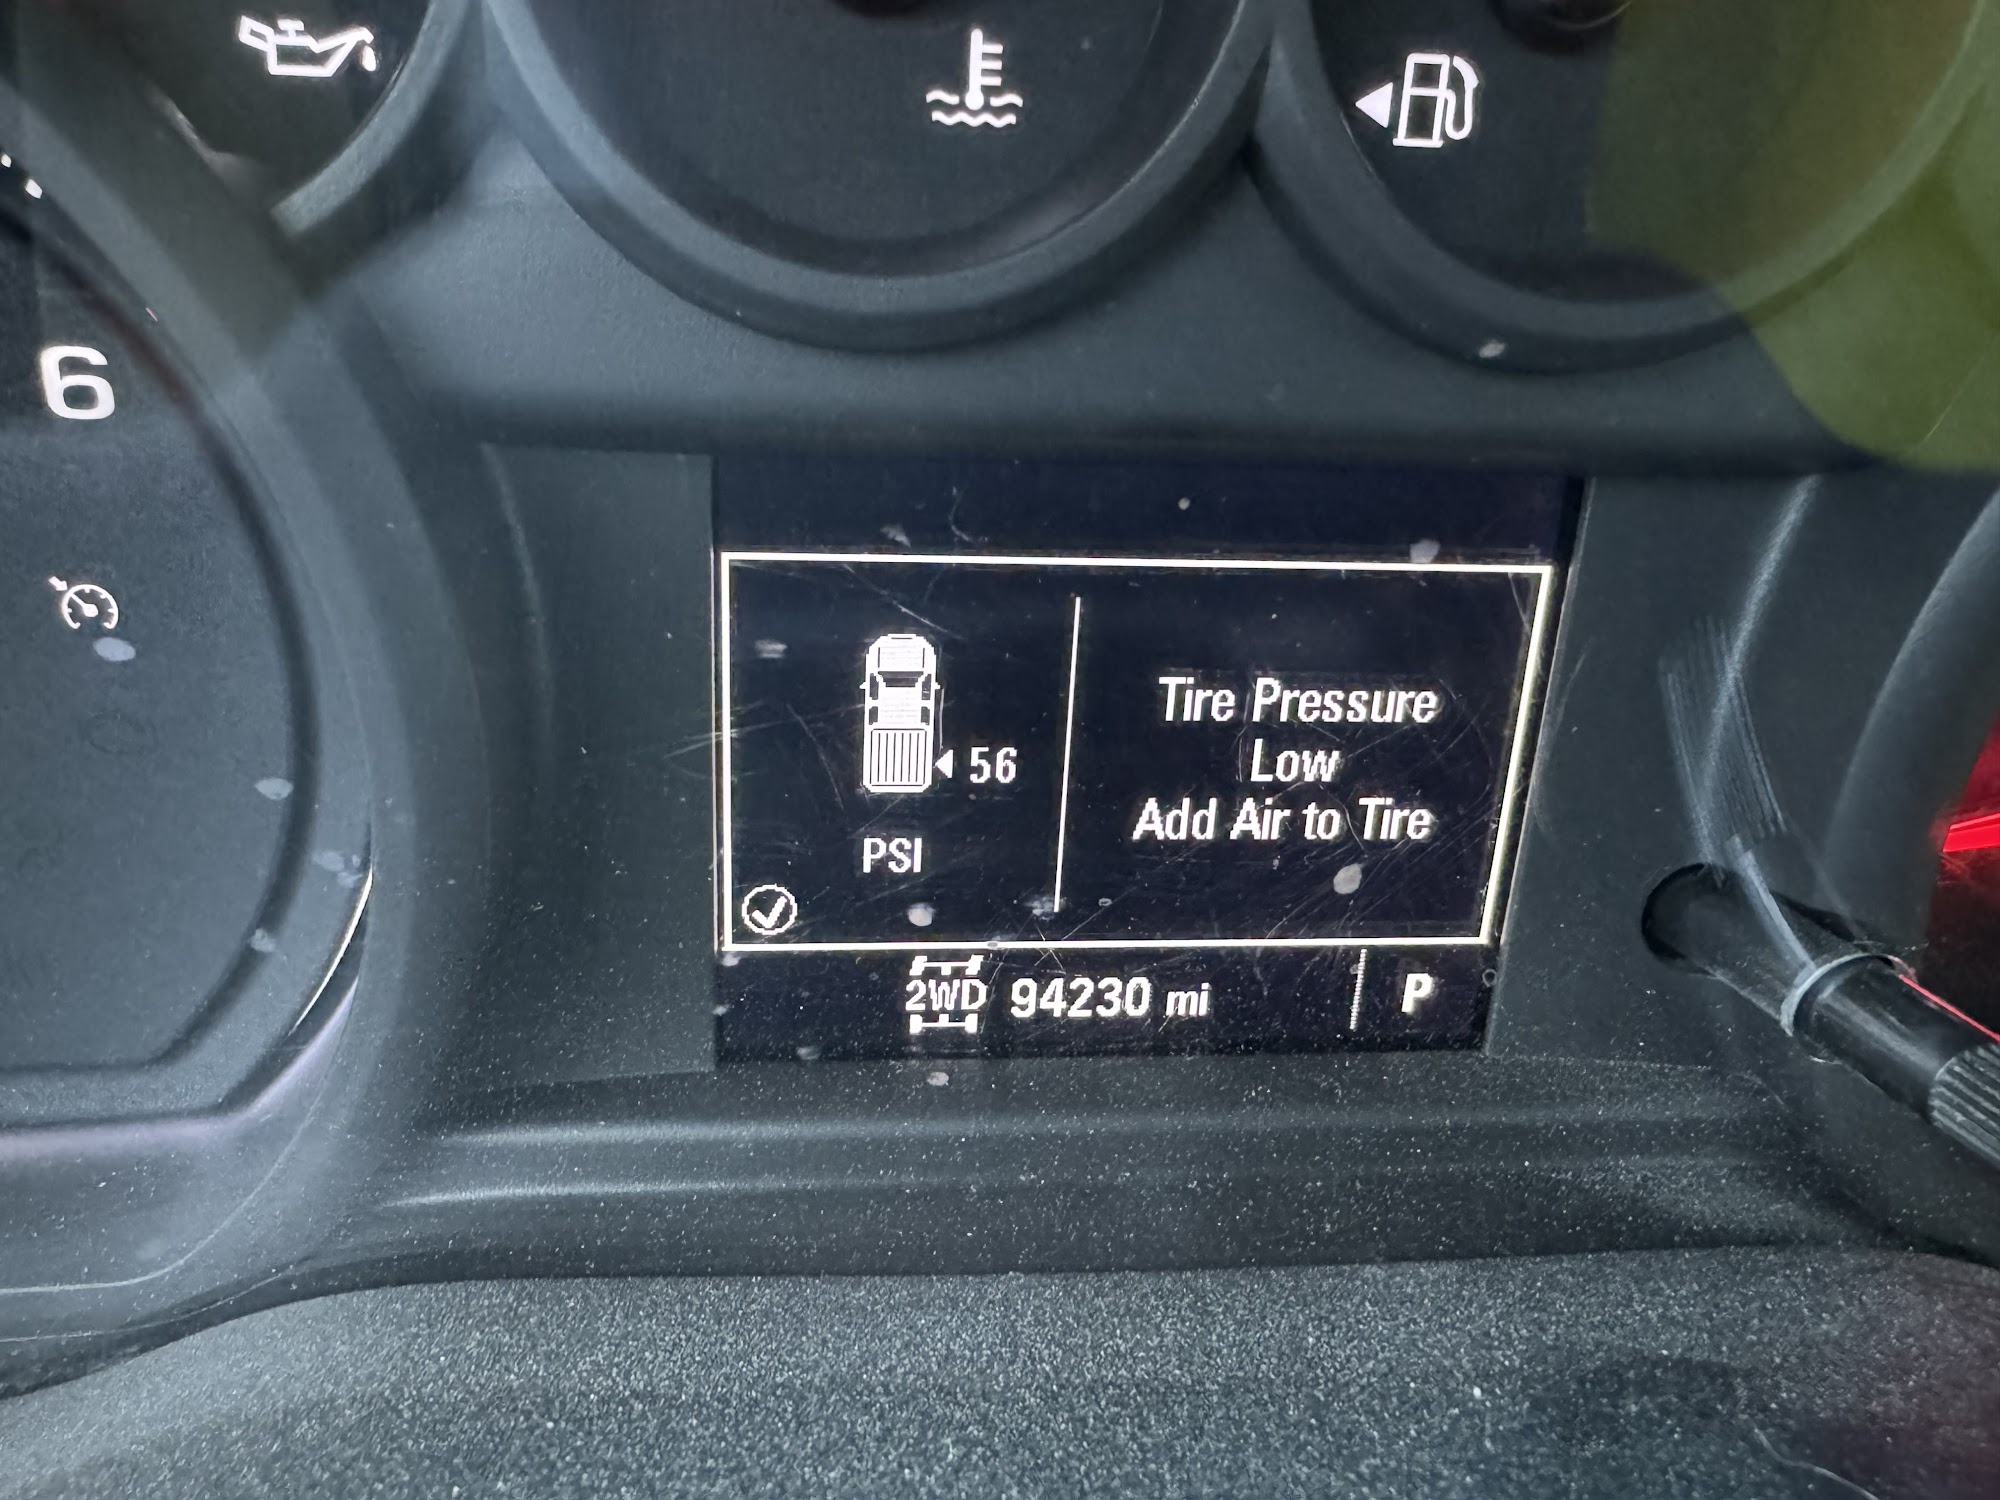 6
56
PSI
Tire Pressure
Low
Add Air to Tire
2WD 94230 mi
P